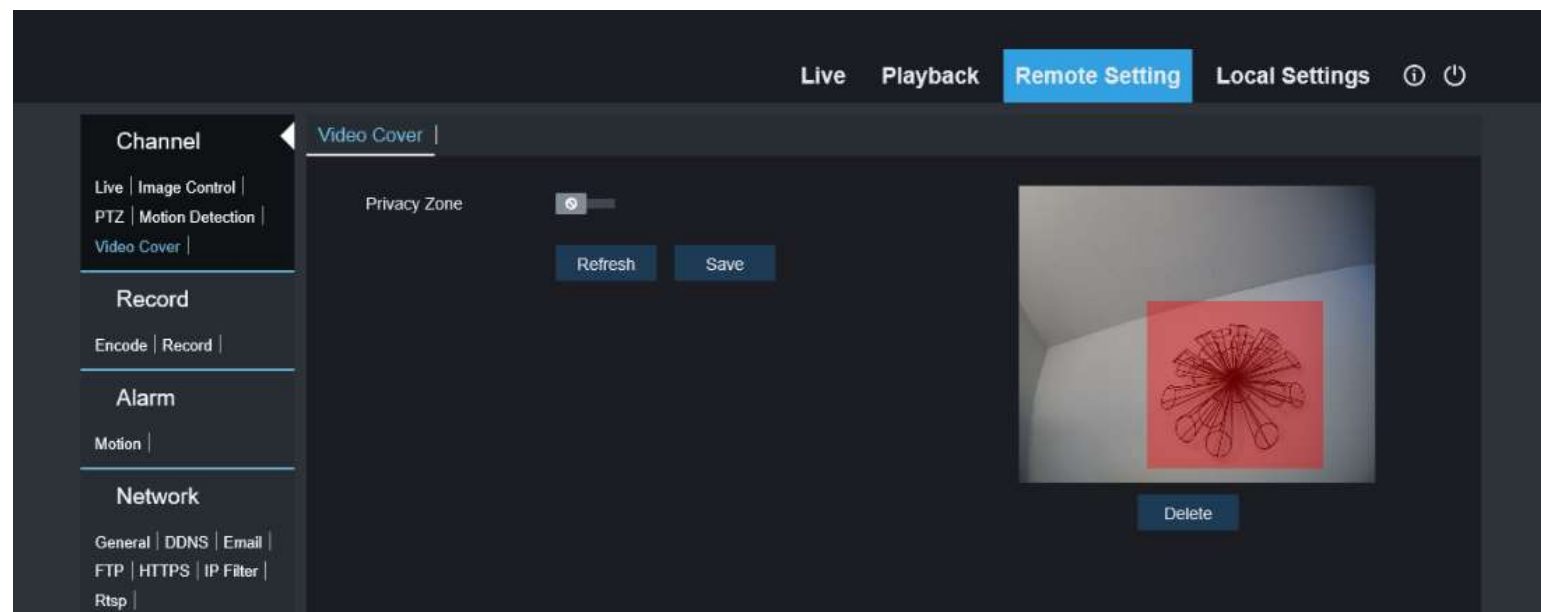 Live Playback Remote Setting Local Settings
Channel
Live | Image Control |
PTZ | Motion Detection |
Video Cover |
Record
Encode | Record |
Alarm
Motion |
Network
General | DDNS | Email |
FTP | HTTPS | IP Filter |
Rtsp |
Video Cover |
Privacy Zone
Refresh Save
Delete